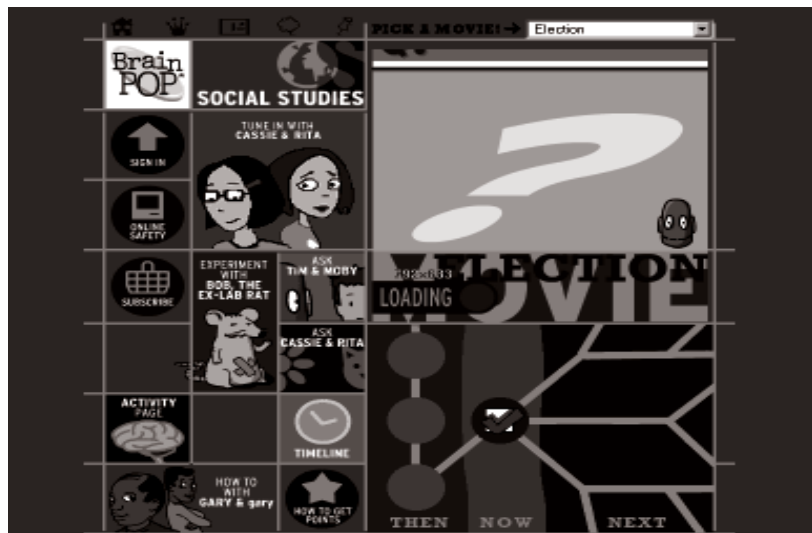 PICK A MOVIE!
Election
Brain
POP
SOCIAL STUDIES
SIGN IN
TUNE IN WITH
CASSIE & RITA
ONLINE
SAFETY
SUBSCRIBE
EXPERIMENT
WITH
BOB, THE
EX-LAB RAT
ASK
TIM & MOBY
ELECTION
MOVIE
LOADING
ASK
CASSIE & RITA
ACTIVITY
PAGE
TIMELINE
HOW TO
WITH
GARY & gary
HOW TO GET
POINTS
THEN
NOW
NEXT